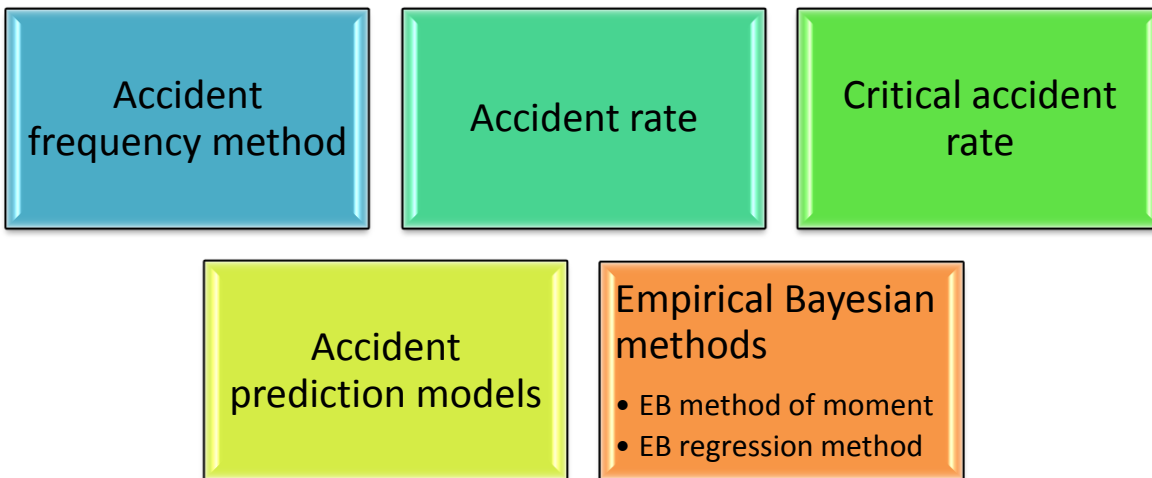 Accident
frequency method
Accident rate
Critical accident
rate
Accident
prediction models
Empirical Bayesian
methods
• EB method of moment
• EB regression method